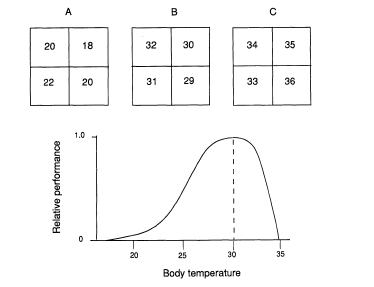 A B C
20 18 32 30 34 35
22 20 31 29 33 36
1.0
Relative performance
0
20 25 30 35
Body temperature